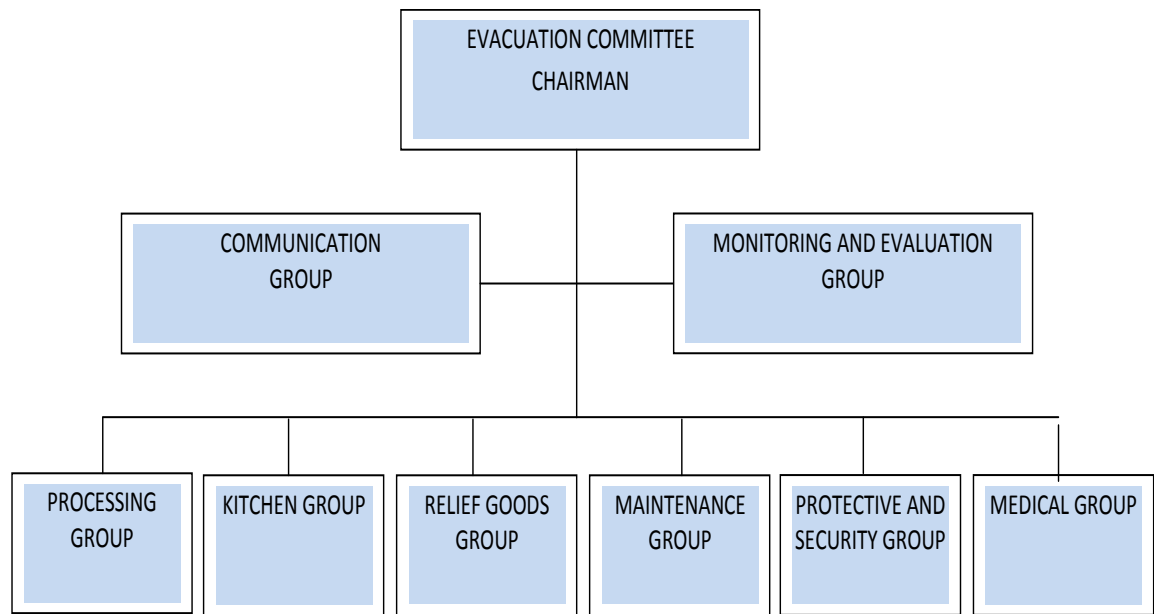 EVACUATION COMMITTEE
CHAIRMAN
COMMUNICATION
GROUP
MONITORING AND EVALUATION
GROUP
PROCESSING
GROUP
KITCHEN GROUP
RELIEF GOODS
GROUP
MAINTENANCE
GROUP
PROTECTIVE AND
SECURITY GROUP
MEDICAL GROUP